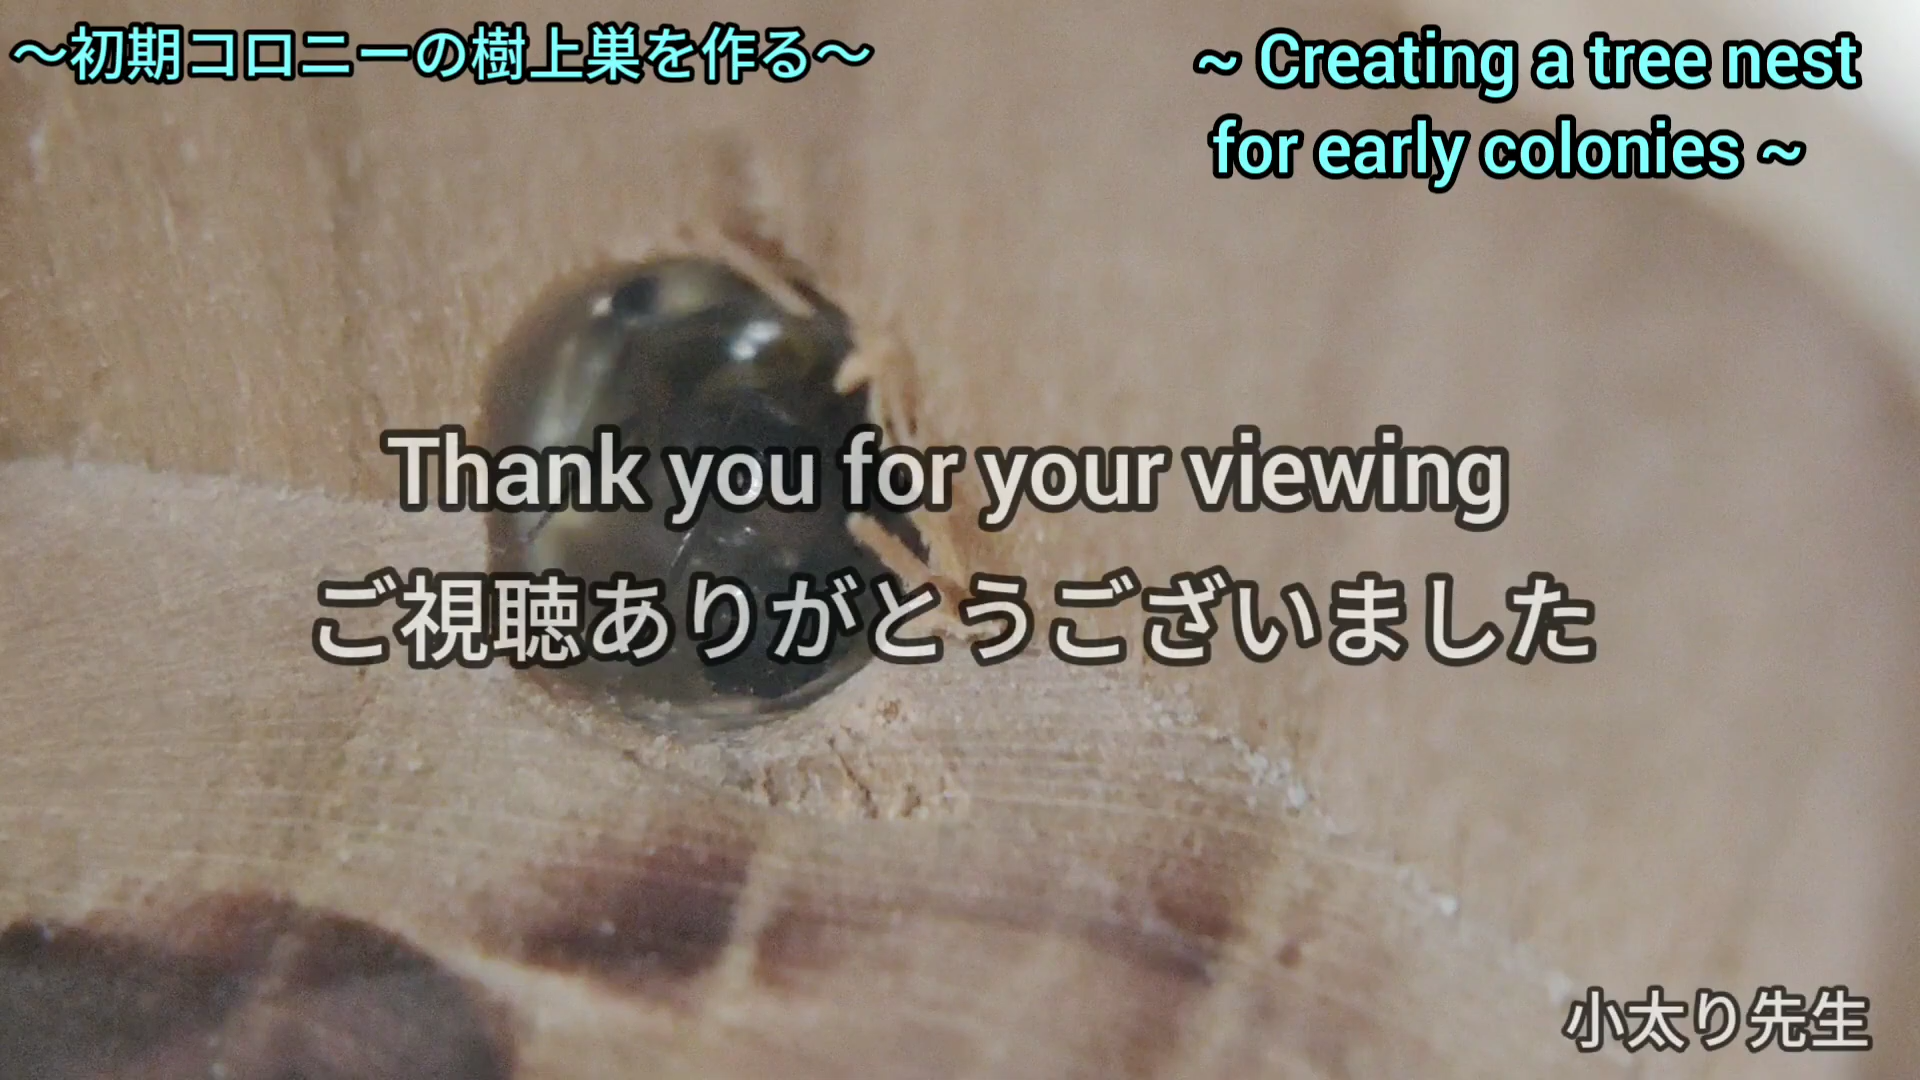 ～初期コロニーの樹上巣を作る～
~ Creating a tree nest
for early colonies ~
Thank you for your viewing
ご視聴ありがとうございました
小太り先生